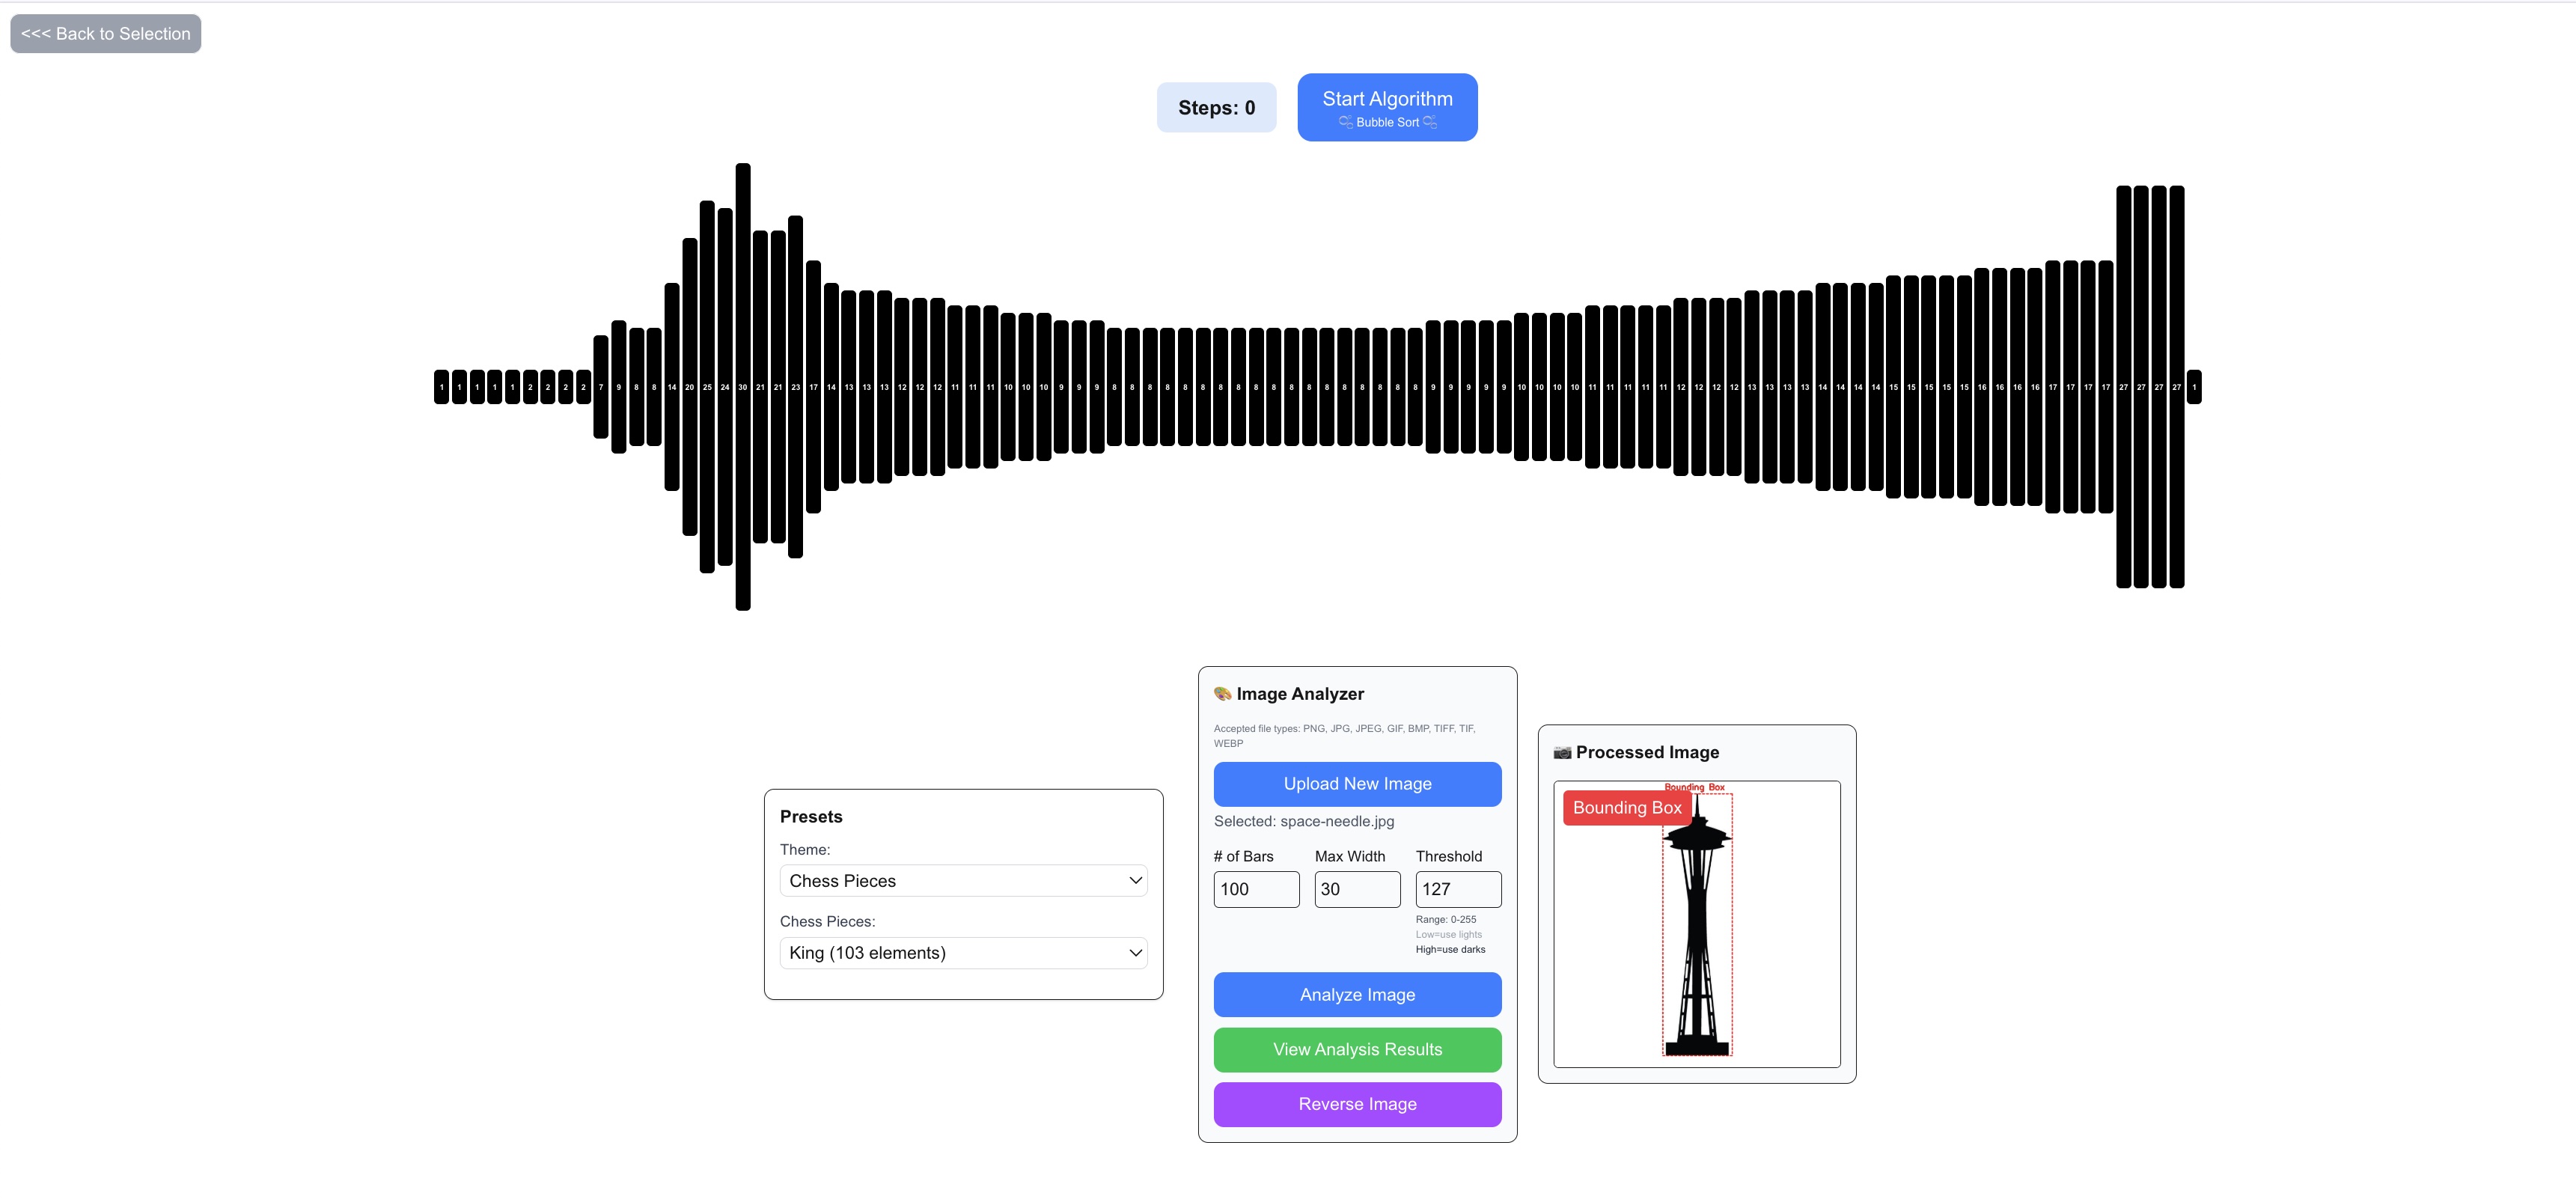 <<< Back to Selection
Steps: 0
Start Algorithm
Bubble Sort
1 1 1 1 1 2 2 2 2 7 9 8 8 14 20 25 24 30 21 21 23 17 14 13 13 13 12 12 12 11 11 11 10 10 10 9 9 9 8 8 8 8 8 8 8 8 8 8 8 8 8 8 8 8 8 8 9 9 9 9 9 10 10 10 10 11 11 11 11 11 12 12 12 12 13 13 13 13 14 14 14 14 15 15 15 15 15 16 16 16 16 17 17 17 17 27 27 27 27 1
Presets
Theme:
Chess Pieces
Chess Pieces:
King (103 elements)
Image Analyzer
Accepted file types: PNG, JPG, JPEG, GIF, BMP, TIFF, TIF,
WEBP
Upload New Image
Selected: space-needle.jpg
# of Bars Max Width Threshold
100 30 127
Range: 0-255
Low=use lights
High=use darks
Analyze Image
View Analysis Results
Reverse Image
Processed Image
Bounding Box
Bounding Box